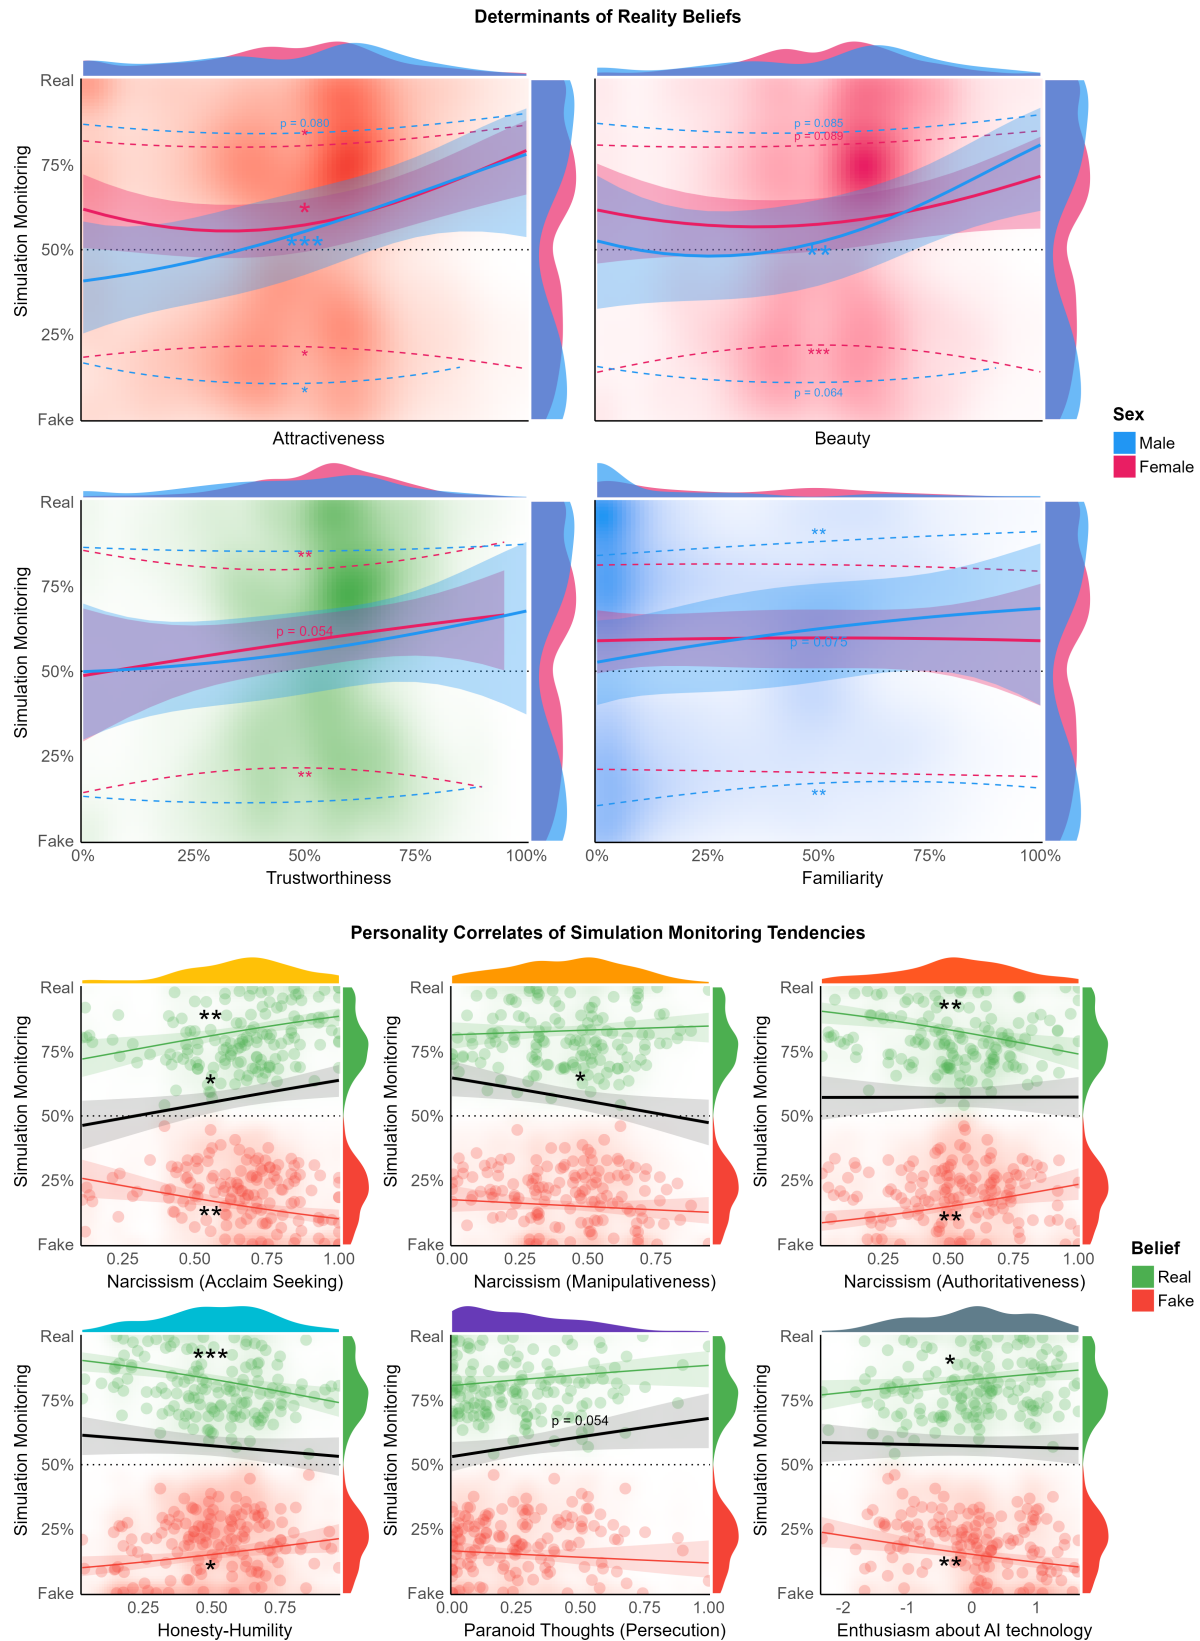 Determinants of Reality Beliefs
Real
75%
50%
25%
Fake
Simulation Monitoring
p = 0.080
*
*
***
*
*
Attractiveness
p = 0.085
p = 0.089
**
***
p = 0.064
Beauty
Sex
Male
Female
Real
75%
50%
25%
Fake
Simulation Monitoring
**
p = 0.054
**
0% 25% 50% 75% 100%
Trustworthiness
**
p = 0.075
**
0% 25% 50% 75% 100%
Familiarity
Personality Correlates of Simulation Monitoring Tendencies
Real
75%
50%
25%
Fake
Simulation Monitoring
**
*
**
0.25 0.50 0.75 1.00
Narcissism (Acclaim Seeking)
Real
75%
50%
25%
Fake
Simulation Monitoring
*
0.00 0.25 0.50 0.75
Narcissism (Manipulativeness)
Real
75%
50%
25%
Fake
Simulation Monitoring
**
**
0.25 0.50 0.75 1.00
Narcissism (Authoritativeness)
Belief
Real
Fake
Real
75%
50%
25%
Fake
Simulation Monitoring
***
*
0.25 0.50 0.75
Honesty-Humility
Real
75%
50%
25%
Fake
Simulation Monitoring
p = 0.054
0.00 0.25 0.50 0.75 1.00
Paranoid Thoughts (Persecution)
Real
75%
50%
25%
Fake
Simulation Monitoring
*
**
-2 -1 0 1
Enthusiasm about AI technology